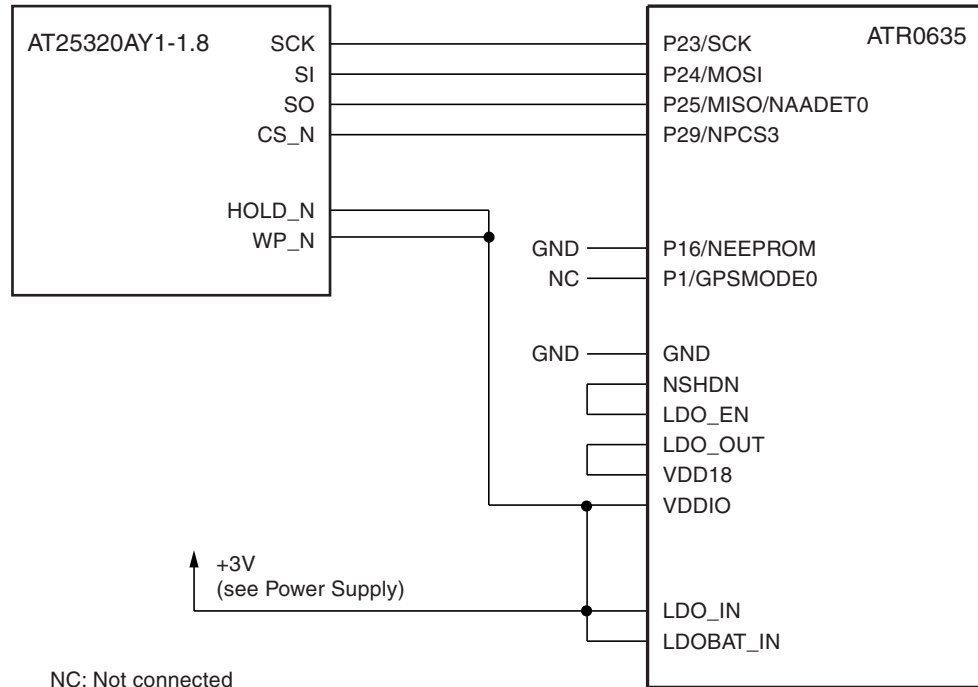 AT25320AY1-1.8
SCK
SI
SO
CS_N
HOLD_N
WP_N
ATR0635
P23/SCK
P24/MOSI
P25/MISO/NAADET0
P29/NPCS3
GND
P16/NEEPROM
NC
P1/GPSMODE0
GND
GND
NSHDN
LDO_EN
LDO_OUT
VDD18
VDDIO
+3V
(see Power Supply)
LDO_IN
LDOBAT_IN
NC: Not connected